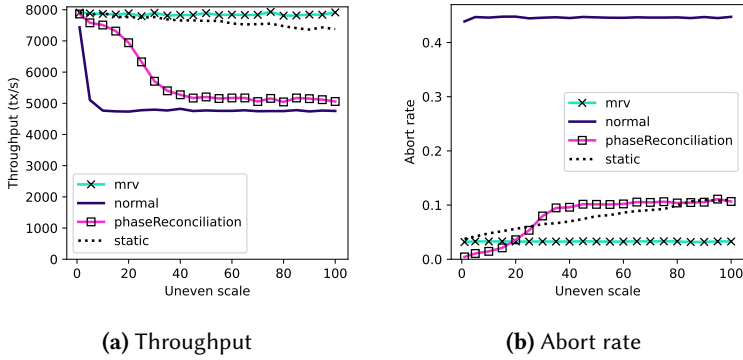 8000
7000
6000
5000
4000
3000
2000
1000
0
Throughput (tx/s)
mrv
normal
phaseReconciliation
static
0 20 40 60 80 100
Uneven scale
(a) Throughput
0.4
0.3
0.2
0.1
0.0
Abort rate
mrv
normal
phaseReconciliation
static
0 20 40 60 80 100
Uneven scale
(b) Abort rate